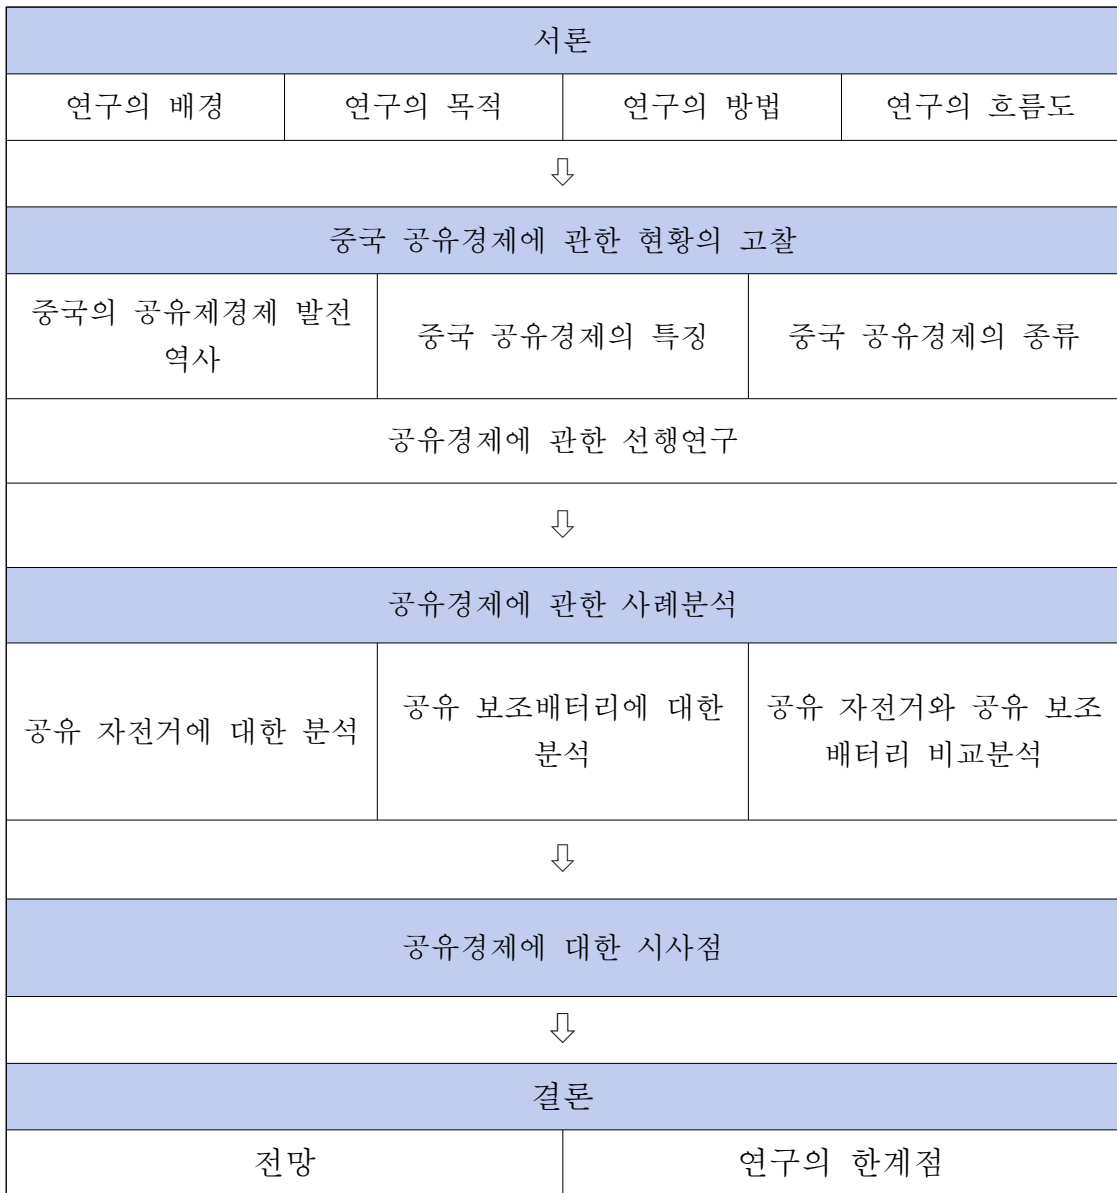 서론
연구의 배경
연구의 목적
연구의 방법
연구의 흐름도
⇩
중국 공유경제에 관한 현황의 고찰
중국의 공유제경제 발전
역사
중국 공유경제의 특징
중국 공유경제의 종류
공유경제에 관한 선행연구
⇩
공유경제에 관한 사례분석
공유 자전거에 대한 분석
공유 보조배터리에 대한
분석
공유 자전거와 공유 보조
배터리 비교분석
⇩
공유경제에 대한 시사점
⇩
결론
전망
연구의 한계점